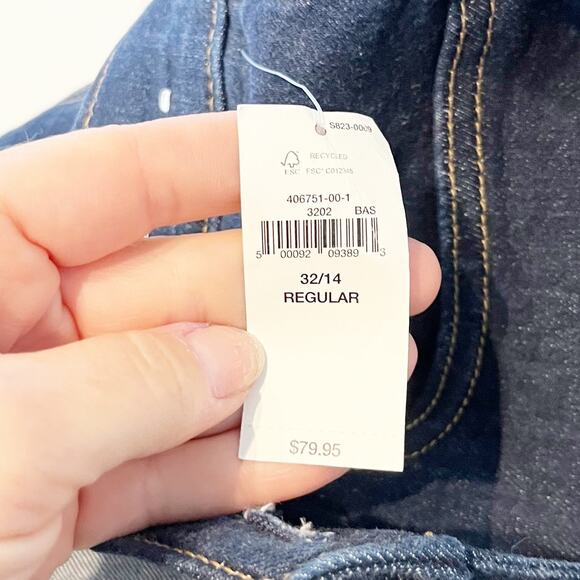 S823-0009
RECYCLED
FSC FSC® C012345
406751-00-1
3202 BAS
5 00092 09389 3
32/14
REGULAR
$79.95